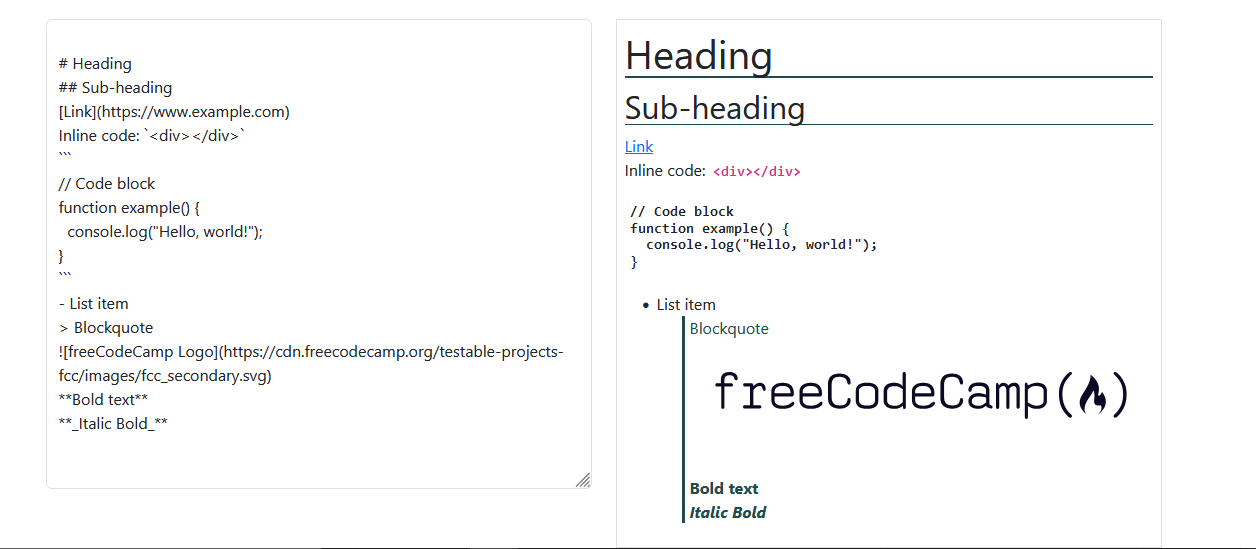 # Heading
## Sub-heading
[Link](https://www.example.com)
Inline code: `<div></div>`
```
// Code block
function example() {
  console.log("Hello, world!");
}
```
- List item
> Blockquote
![freeCodeCamp Logo](https://cdn.freecodecamp.org/testable-projects-
fcc/images/fcc_secondary.svg)
**Bold text**
**_Italic Bold_**
Heading
Sub-heading
Link
Inline code: <div></div>
// Code block
function example() {
  console.log("Hello, world!");
}
• List item
Blockquote
freeCodeCamp
Bold text
Italic Bold